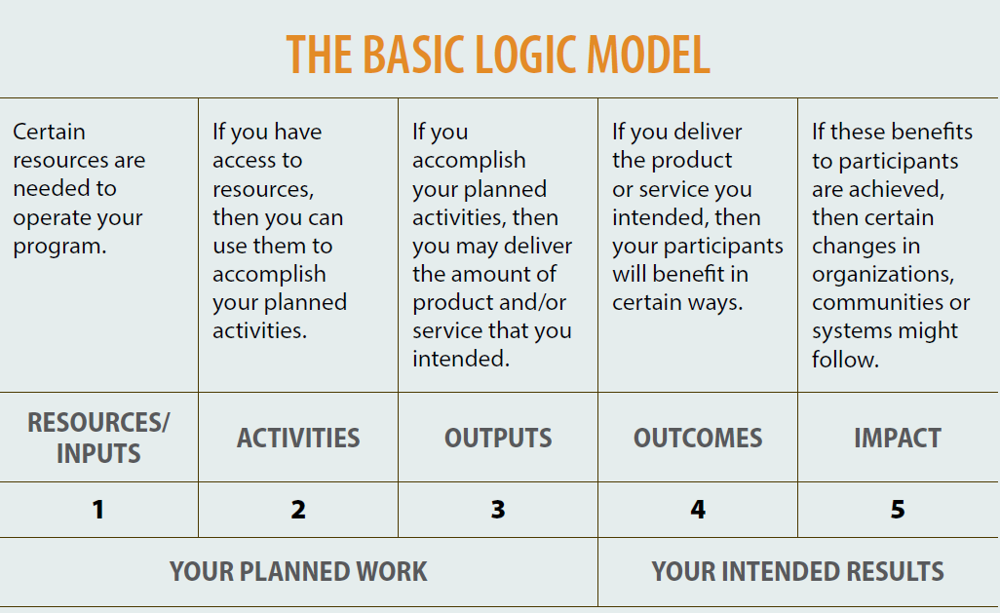 THE BASIC LOGIC MODEL
Certain
resources are
needed to
operate your
program.
If you have
access to
resources,
then you can
use them to
accomplish
your planned
activities.
If you
accomplish
your planned
activities, then
you may deliver
the amount of
product and/or
service that you
intended.
If you deliver
the product
or service you
intended, then
your participants
will benefit in
certain ways.
If these benefits
to participants
are achieved,
then certain
changes in
organizations,
communities or
systems might
follow.
RESOURCES/
INPUTS
ACTIVITIES
OUTPUTS
OUTCOMES
IMPACT
1
2
3
4
5
YOUR PLANNED WORK
YOUR INTENDED RESULTS